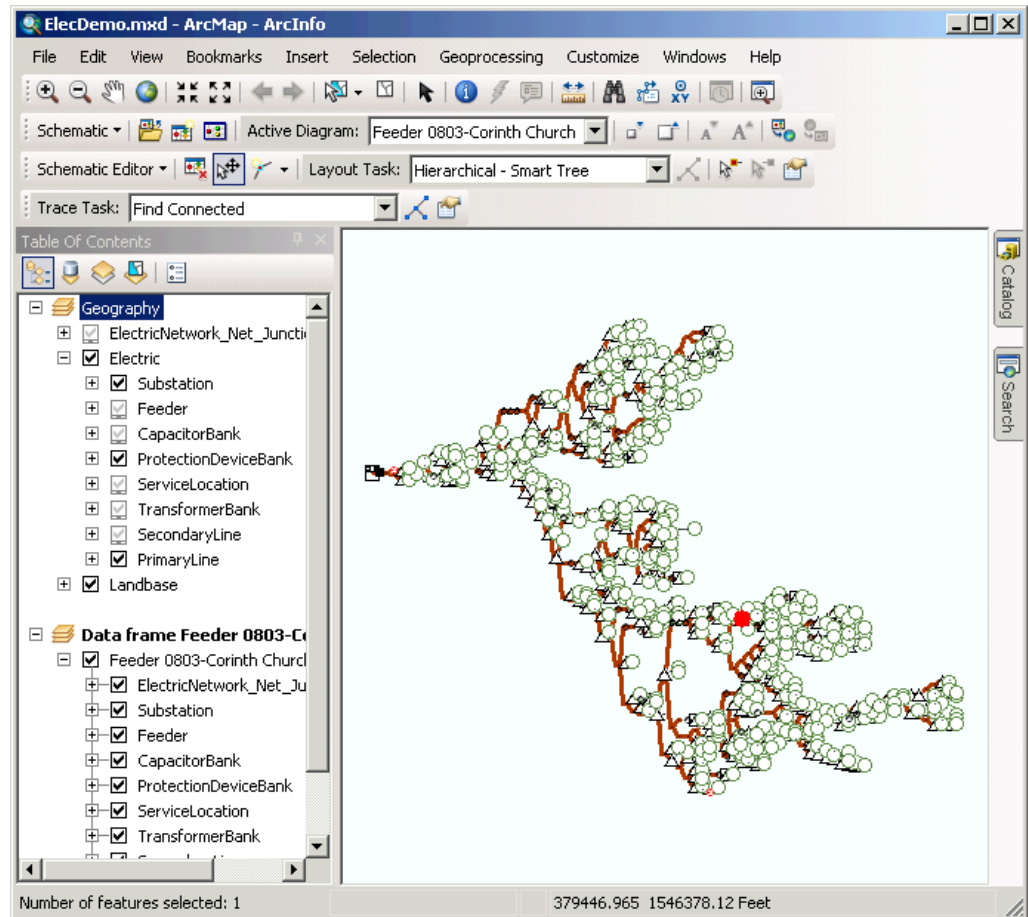 ElecDemo.mxd - ArcMap - ArcInfo
File Edit View Bookmarks Insert Selection Geoprocessing Customize Windows Help
XY
Schematic Active Diagram: Feeder 0803-Corinth Church A A
Schematic Editor Layout Task: Hierarchical - Smart Tree
Trace Task: Find Connected
Table Of Contents
Geography
ElectricNetwork_Net_Juncti
Electric
Substation
Feeder
CapacitorBank
ProtectionDeviceBank
ServiceLocation
TransformerBank
SecondaryLine
PrimaryLine
Landbase
Data frame Feeder 0803-C
Feeder 0803-Corinth Churcl
ElectricNetwork_Net_Ju
Substation
Feeder
CapacitorBank
ProtectionDeviceBank
ServiceLocation
TransformerBank
Catalog
Search
Number of features selected: 1
379446.965 1546378.12 Feet